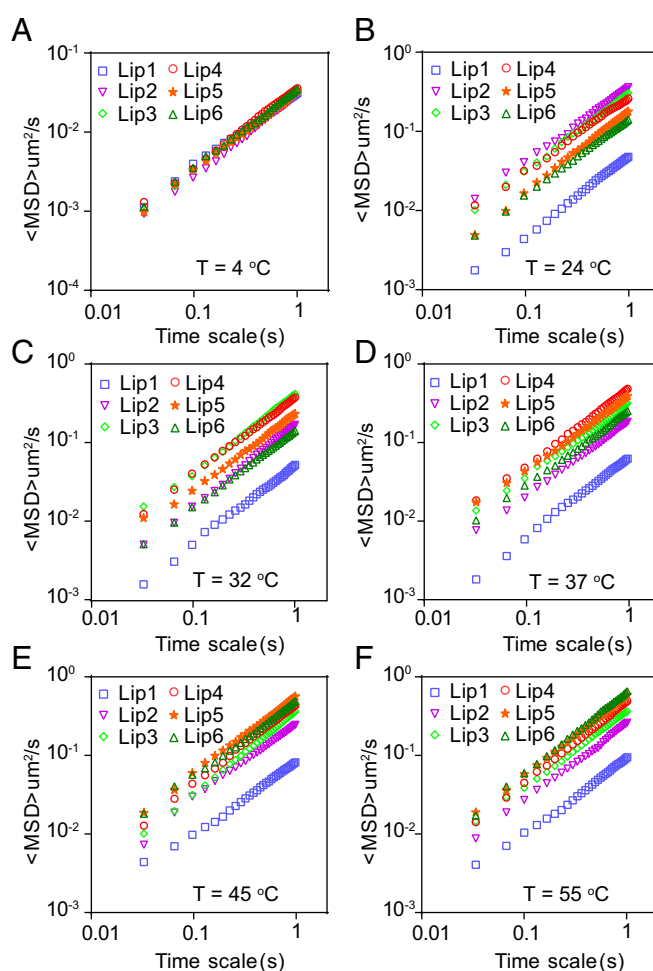 A
10⁻¹
10⁻²
10⁻³
10⁻⁴
<MSD>um²/s
Lip1
Lip2
Lip3
Lip4
Lip5
Lip6
T = 4 °C
0.01
0.1
1
Time scale(s)
B
10⁰
10⁻¹
10⁻²
10⁻³
<MSD>um²/s
Lip1
Lip2
Lip3
Lip4
Lip5
Lip6
T = 24 °C
0.01
0.1
1
Time scale(s)
C
10⁰
10⁻¹
10⁻²
10⁻³
<MSD>um²/s
Lip1
Lip2
Lip3
Lip4
Lip5
Lip6
T = 32 °C
0.01
0.1
1
Time scale(s)
D
10⁰
10⁻¹
10⁻²
10⁻³
<MSD>um²/s
Lip1
Lip2
Lip3
Lip4
Lip5
Lip6
T = 37 °C
0.01
0.1
1
Time scale(s)
E
10⁰
10⁻¹
10⁻²
10⁻³
<MSD>um²/s
Lip1
Lip2
Lip3
Lip4
Lip5
Lip6
T = 45 °C
0.01
0.1
1
Time scale(s)
F
10⁰
10⁻¹
10⁻²
10⁻³
<MSD>um²/s
Lip1
Lip2
Lip3
Lip4
Lip5
Lip6
T = 55 °C
0.01
0.1
1
Time scale(s)